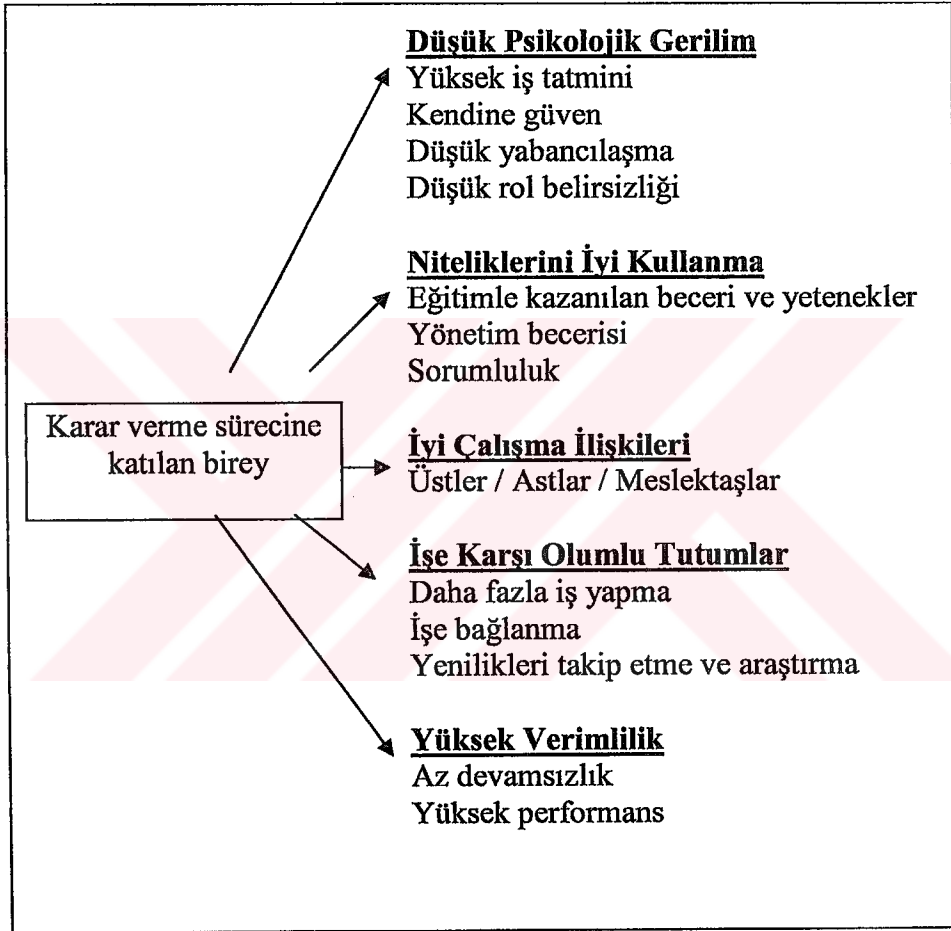 Düşük Psikolojik Gerilim
Yüksek iş tatmini
Kendine güven
Düşük yabancılaşma
Düşük rol belirsizliği
Niteliklerini İyi Kullanma
Eğitimle kazanılan beceri ve yetenekler
Yönetim becerisi
Sorumluluk
Karar verme sürecine
katılan birey
İyi Çalışma İlişkileri
Üstler / Astlar / Meslektaşlar
İşe Karşı Olumlu Tutumlar
Daha fazla iş yapma
İşe bağlanma
Yenilikleri takip etme ve araştırma
Yüksek Verimlilik
Az devamsızlık
Yüksek performans